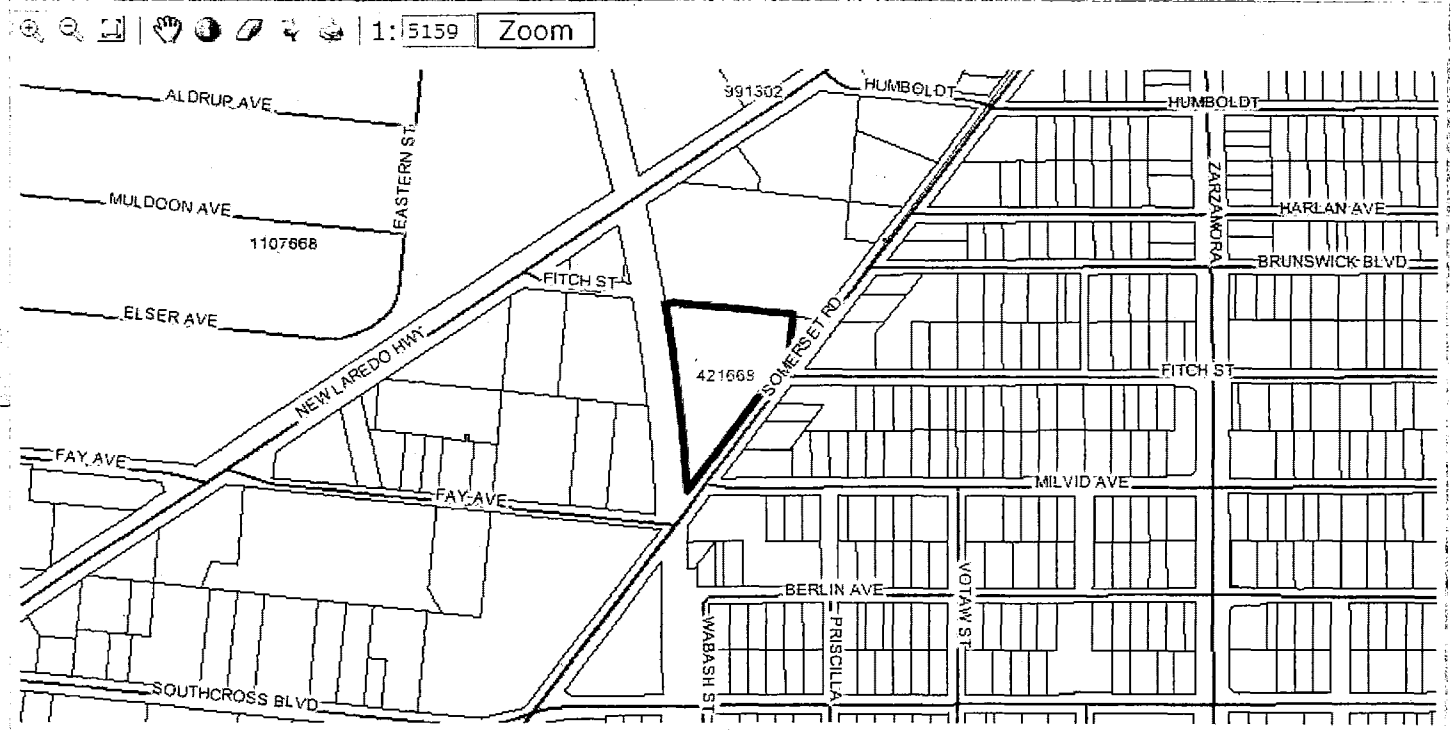 1: 5159 Zoom
991302
HUMBOLDT
HUMBOLDT
ALDRUP AVE
EASTERN ST
MULDOON AVE
ZARZAMORA
HARLAN AVE
1107668
BRUNSWICK BLVD
FITCH ST
ELSER AVE
SOMERSET RD
NEW LAREDO HWY
421668
FITCH ST
FAY AVE
FAY AVE
MILVID AVE
BERLIN AVE
VOTAW ST
WABASH ST
PRISCILLA
SOUTHCROSS BLVD